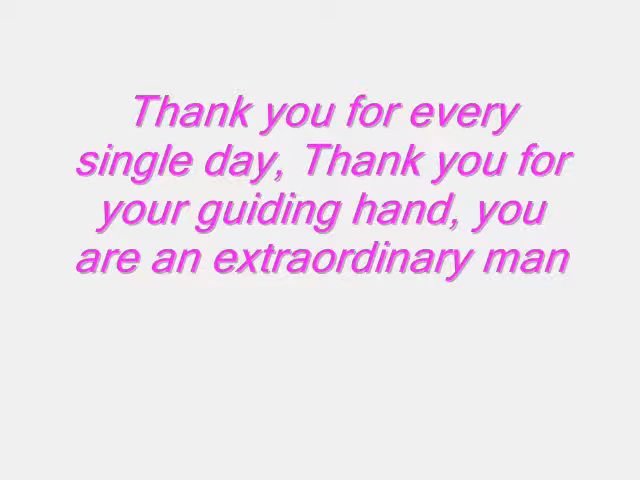 Thank you for every
single day, Thank you for
your guiding hand, you
are an extraordinary man